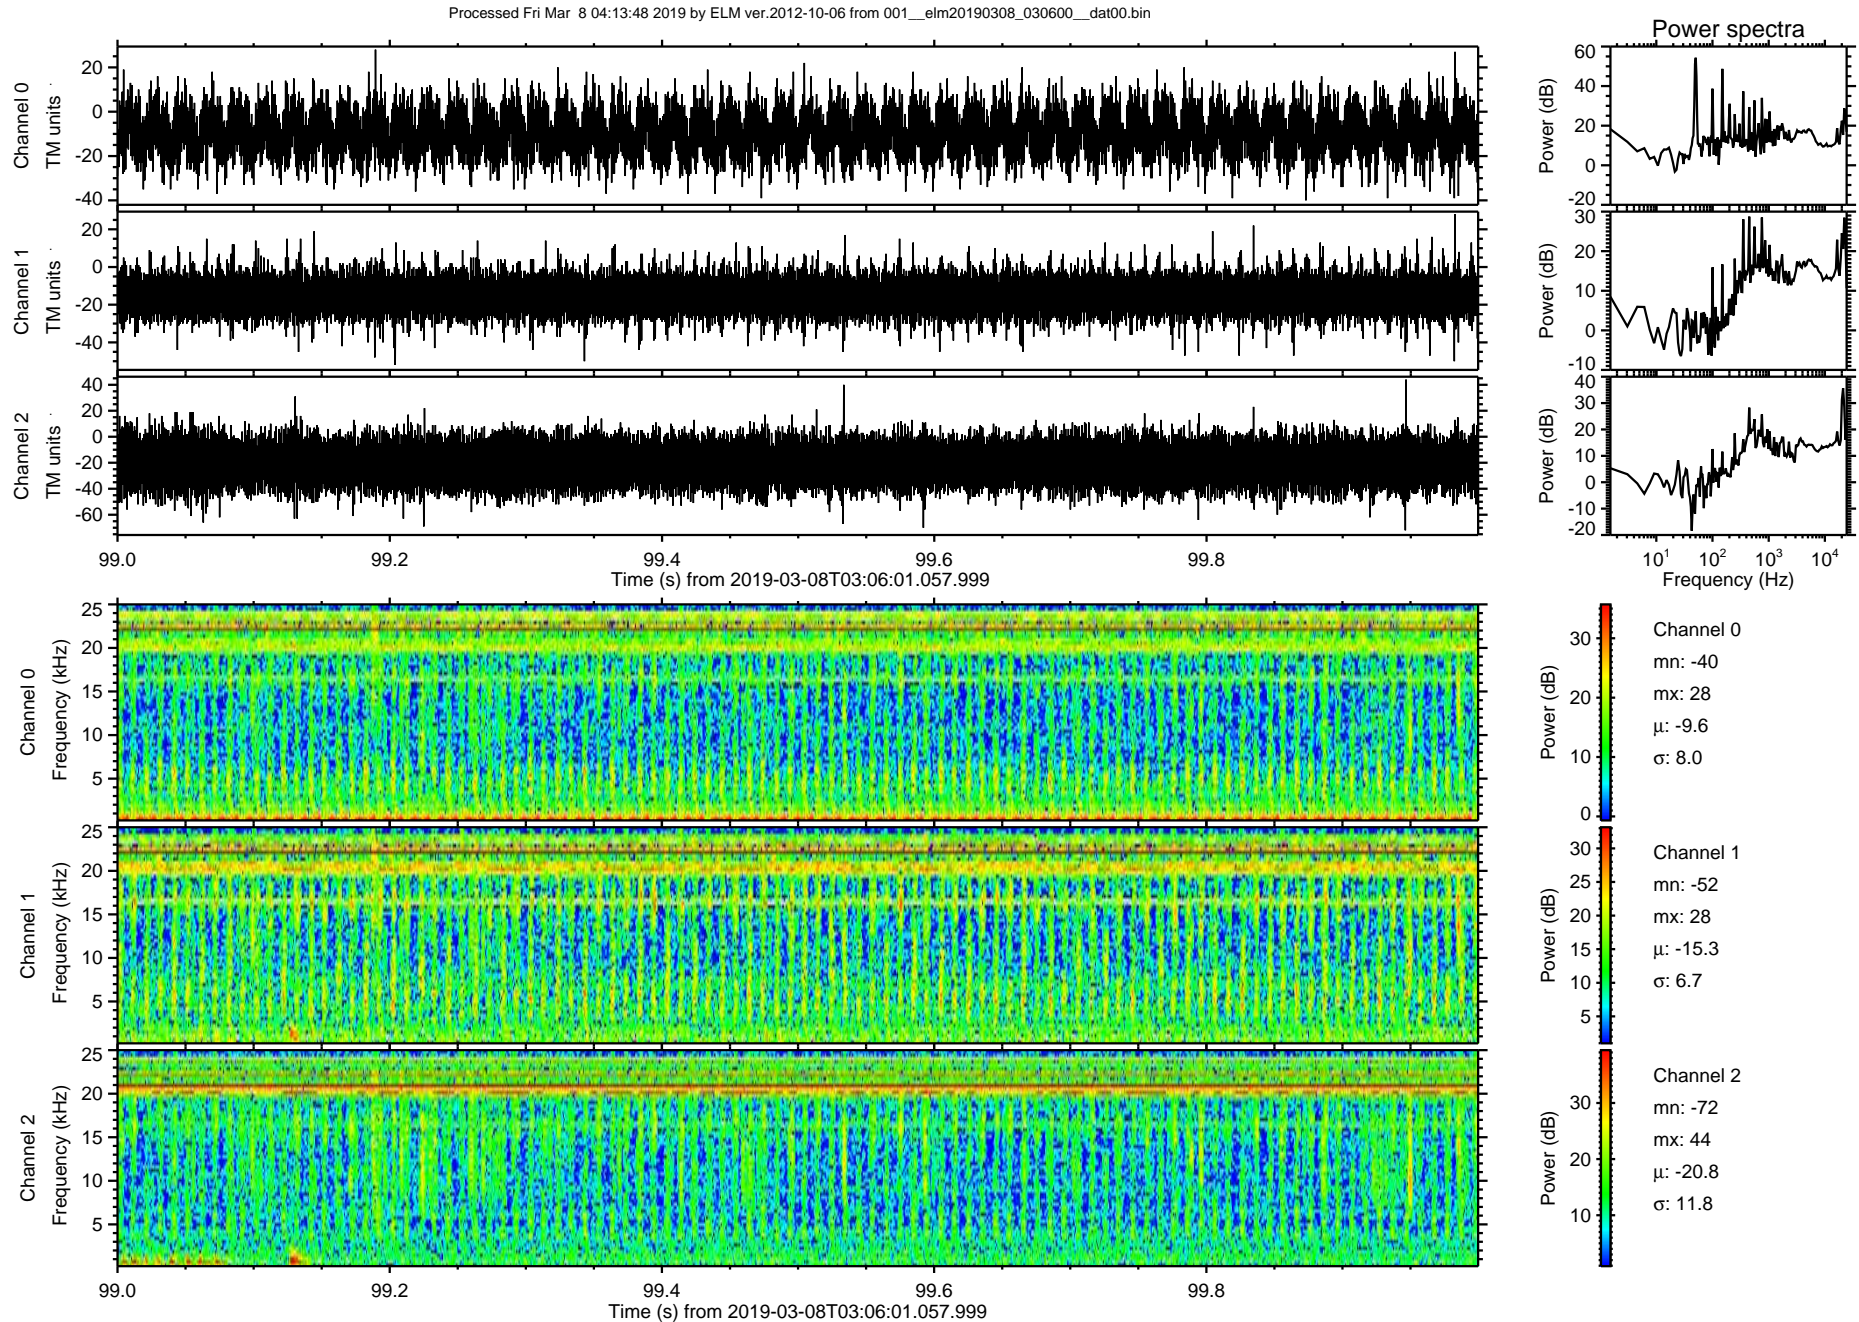 Processed Fri Mar  8 04:13:48 2019 by ELM ver.2012-10-06 from 001__elm20190308_030600__dat00.bin
Power spectra
Channel 0
TM units
20
0
-20
-40
Power (dB)
60
40
20
0
-20
Channel 1
TM units
20
0
-20
-40
Power (dB)
30
20
10
0
-10
Channel 2
TM units
40
20
0
-20
-40
-60
Power (dB)
40
30
20
10
0
-10
-20
99.0 99.2 99.4 99.6 99.8
Time (s) from 2019-03-08T03:06:01.057.999
10^1 10^2 10^3 10^4
Frequency (Hz)
Channel 0
Frequency (kHz)
25
20
15
10
5
Power (dB)
30
20
10
0
Channel 0
mn: -40
mx: 28
µ: -9.6
σ: 8.0
Channel 1
Frequency (kHz)
25
20
15
10
5
Power (dB)
30
25
20
15
10
5
Channel 1
mn: -52
mx: 28
µ: -15.3
σ: 6.7
Channel 2
Frequency (kHz)
25
20
15
10
5
Power (dB)
30
20
10
Channel 2
mn: -72
mx: 44
µ: -20.8
σ: 11.8
99.0 99.2 99.4 99.6 99.8
Time (s) from 2019-03-08T03:06:01.057.999